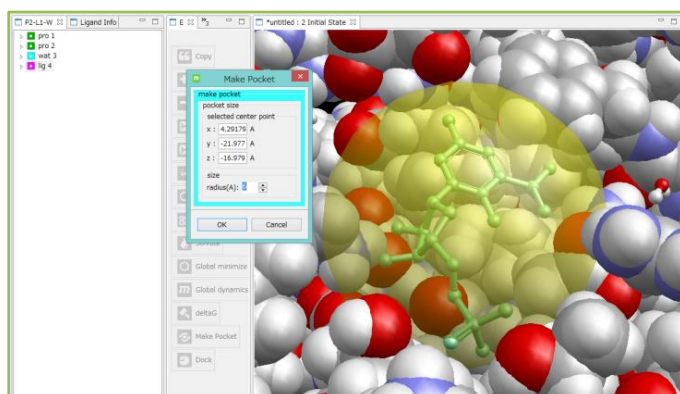 P2-L1-W
Ligand Info
E
»2
*untitled : 2 Initial State
pro 1
pro 2
wat 3
lig 4
Copy
Make Pocket
make pocket
pocket size
selected center point
x : 4.29179 A
y : -21.977 A
z : -16.979 A
size
radius(A):
OK Cancel
Global minimize
Global dynamics
deltaG
Make Pocket
Dock